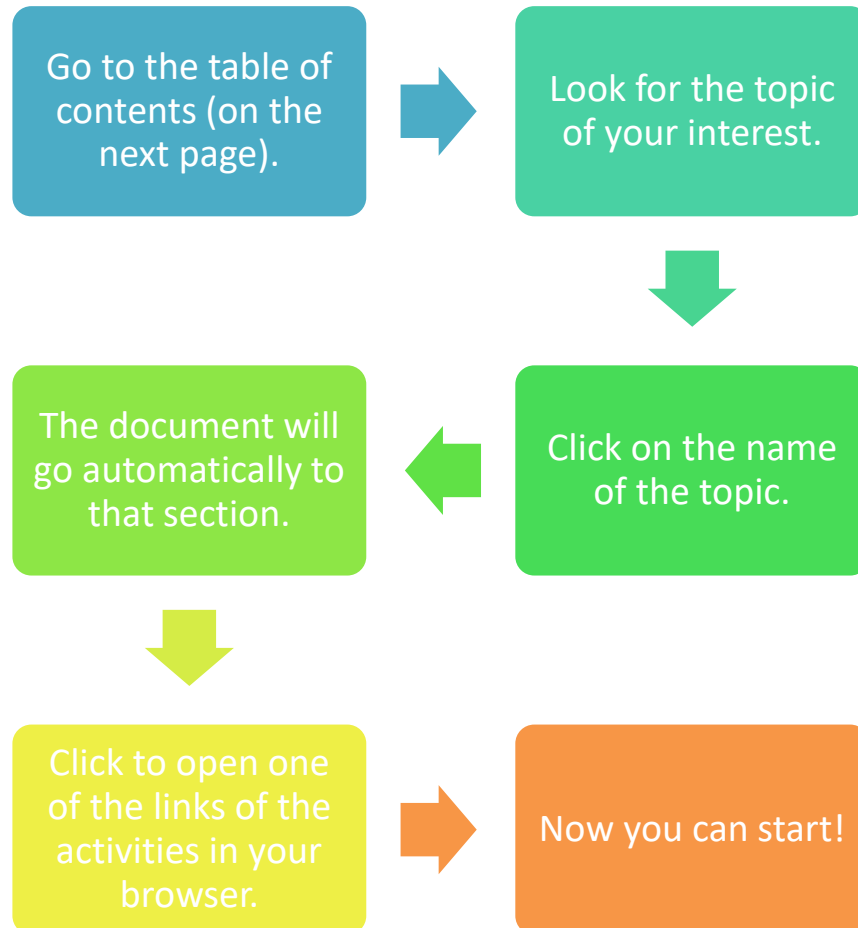 Go to the table of
contents (on the
next page).
Look for the topic
of your interest.
Click on the name
of the topic.
The document will
go automatically to
that section.
Click to open one
of the links of the
activities in your
browser.
Now you can start!